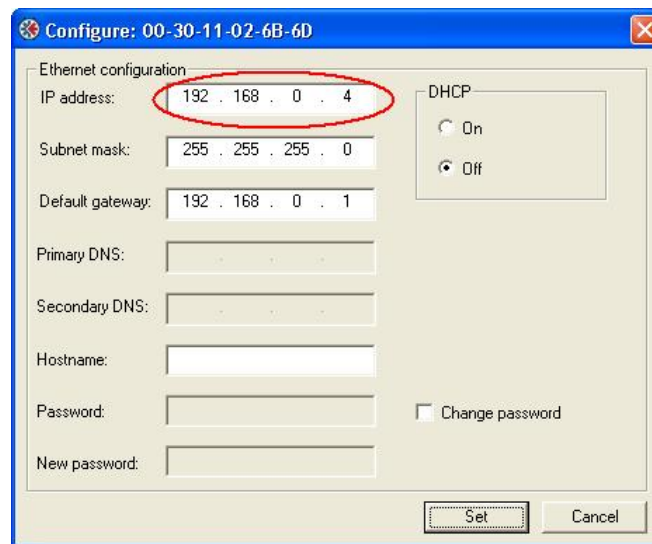 Configure: 00-30-11-02-6B-6D
Ethernet configuration
IP address: 192 . 168 . 0 . 4
DHCP
On
Subnet mask: 255 . 255 . 255 . 0
Off
Default gateway: 192 . 168 . 0 . 1
Primary DNS: . . .
Secondary DNS: . . .
Hostname:
Password:
Change password
New password:
Set
Cancel